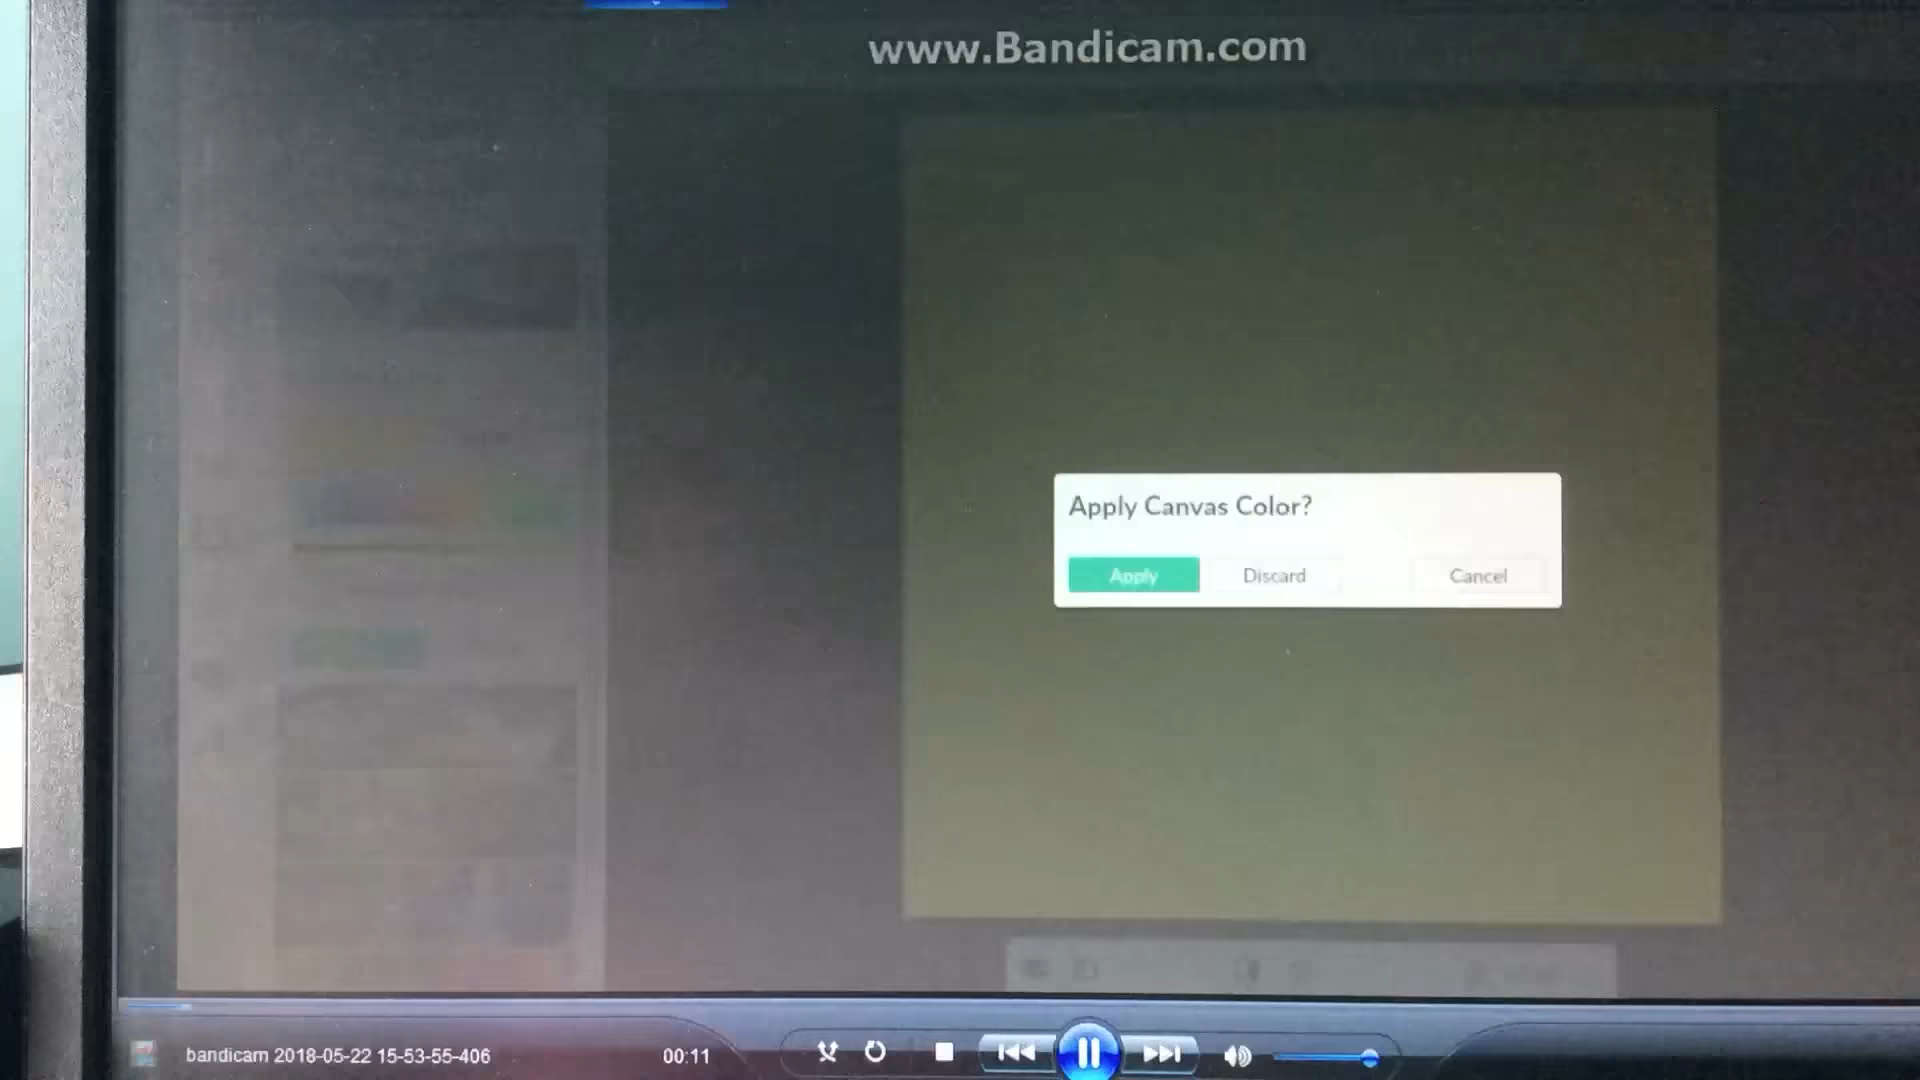 www.Bandicam.com
Apply Canvas Color?
Apply Discard Cancel
bandicam 2018-05-22 15-53-55-406 00:11